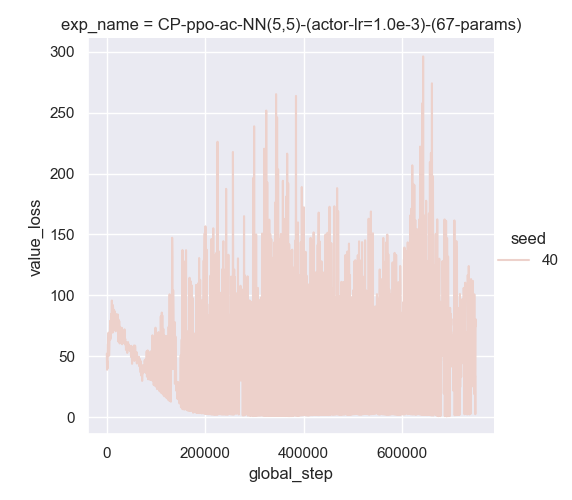 exp_name = CP-ppo-ac-NN(5,5)-(actor-lr=1.0e-3)-(67-params)
300
250
200
150
100
50
0
value_loss
0 200000 400000 600000
global_step
seed
40